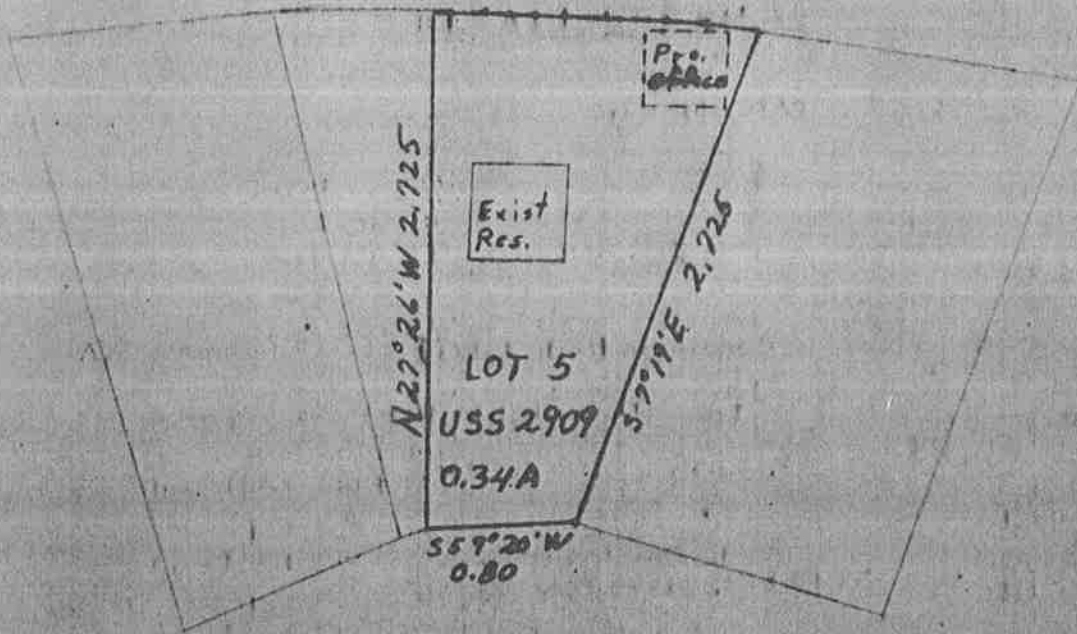 Pro.
office
N 27° 26' W 2.725
Exist
Res.
S 7° 19' E 2.725
LOT 5
USS 2909
0.34A
S 59° 20' W
0.80